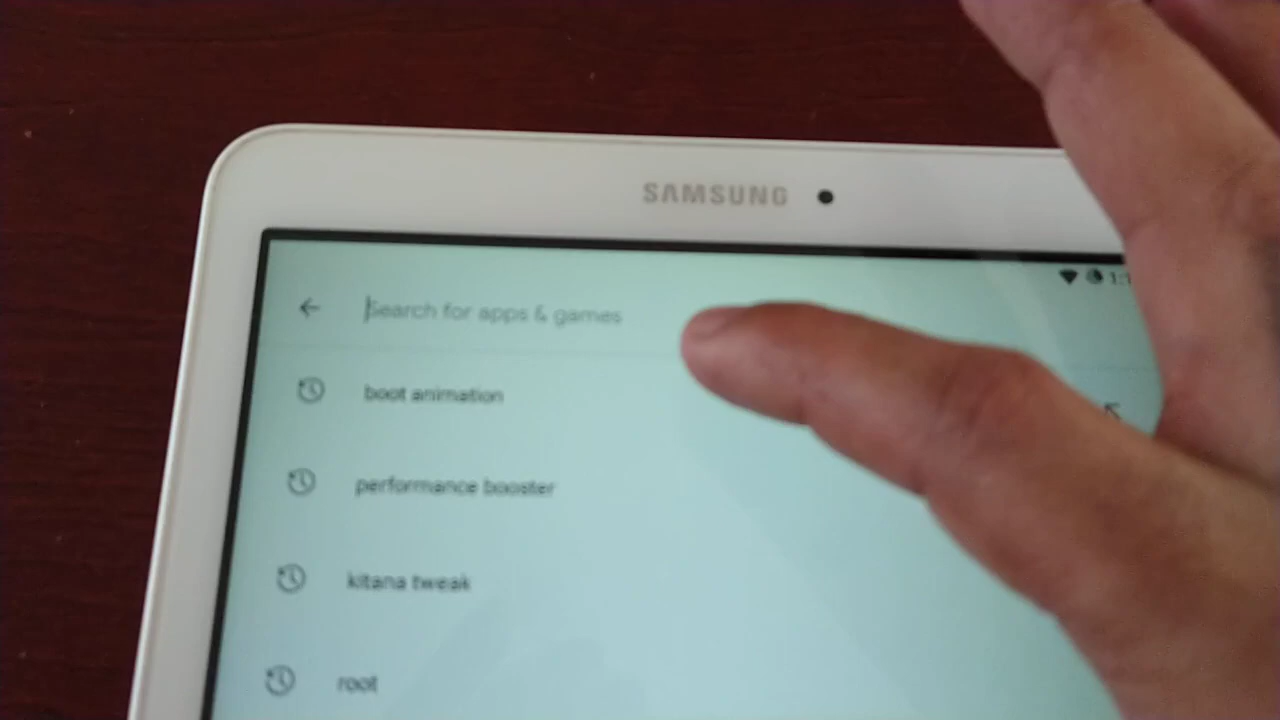 SAMSUNG
Search for apps & games
boot animation
performance booster
kitana tweak
root